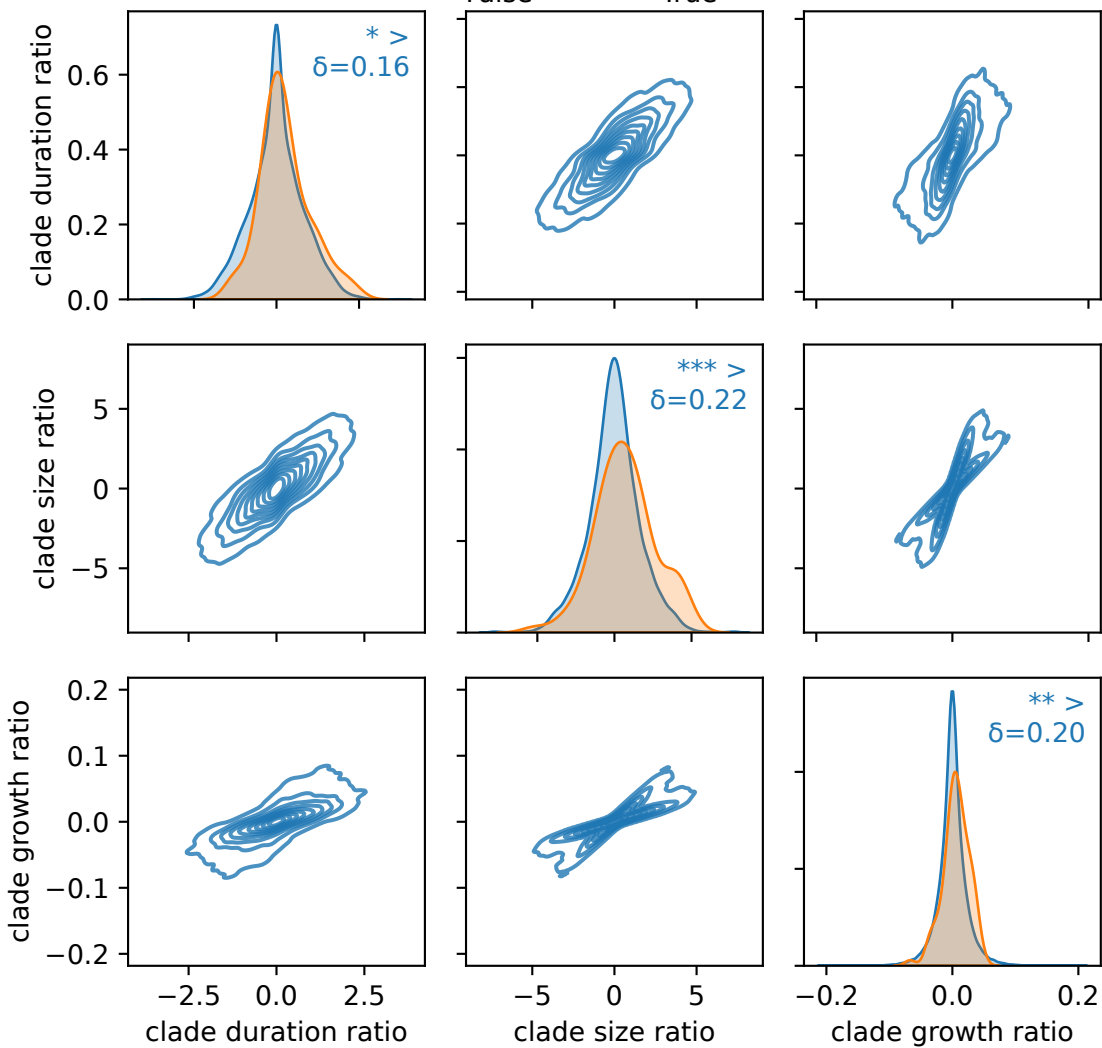 False True
clade duration ratio
0.6
0.4
0.2
0.0
* >
δ=0.16
clade size ratio
5
0
−5
*** >
δ=0.22
clade growth ratio
0.2
0.1
0.0
−0.1
−0.2
** >
δ=0.20
−2.5 0.0 2.5
−5 0 5
−0.2 0.0 0.2
clade duration ratio
clade size ratio
clade growth ratio